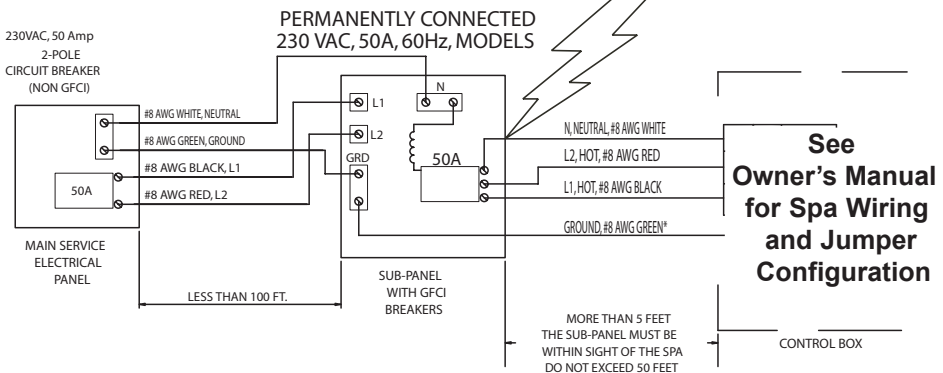 PERMANENTLY CONNECTED
230 VAC, 50A, 60Hz, MODELS
230VAC, 50 Amp
2-POLE
CIRCUIT BREAKER
(NON GFCI)
#8 AWG WHITE, NEUTRAL
#8 AWG GREEN, GROUND
#8 AWG BLACK, L1
#8 AWG RED, L2
50A
MAIN SERVICE
ELECTRICAL
PANEL
LESS THAN 100 FT.
L1
L2
GRD
N
50A
SUB-PANEL
WITH GFCI
BREAKERS
N, NEUTRAL, #8 AWG WHITE
L2, HOT, #8 AWG RED
L1, HOT, #8 AWG BLACK
GROUND, #8 AWG GREEN*
MORE THAN 5 FEET
THE SUB-PANEL MUST BE
WITHIN SIGHT OF THE SPA
DO NOT EXCEED 50 FEET
See
Owner's Manual
for Spa Wiring
and Jumper
Configuration
CONTROL BOX